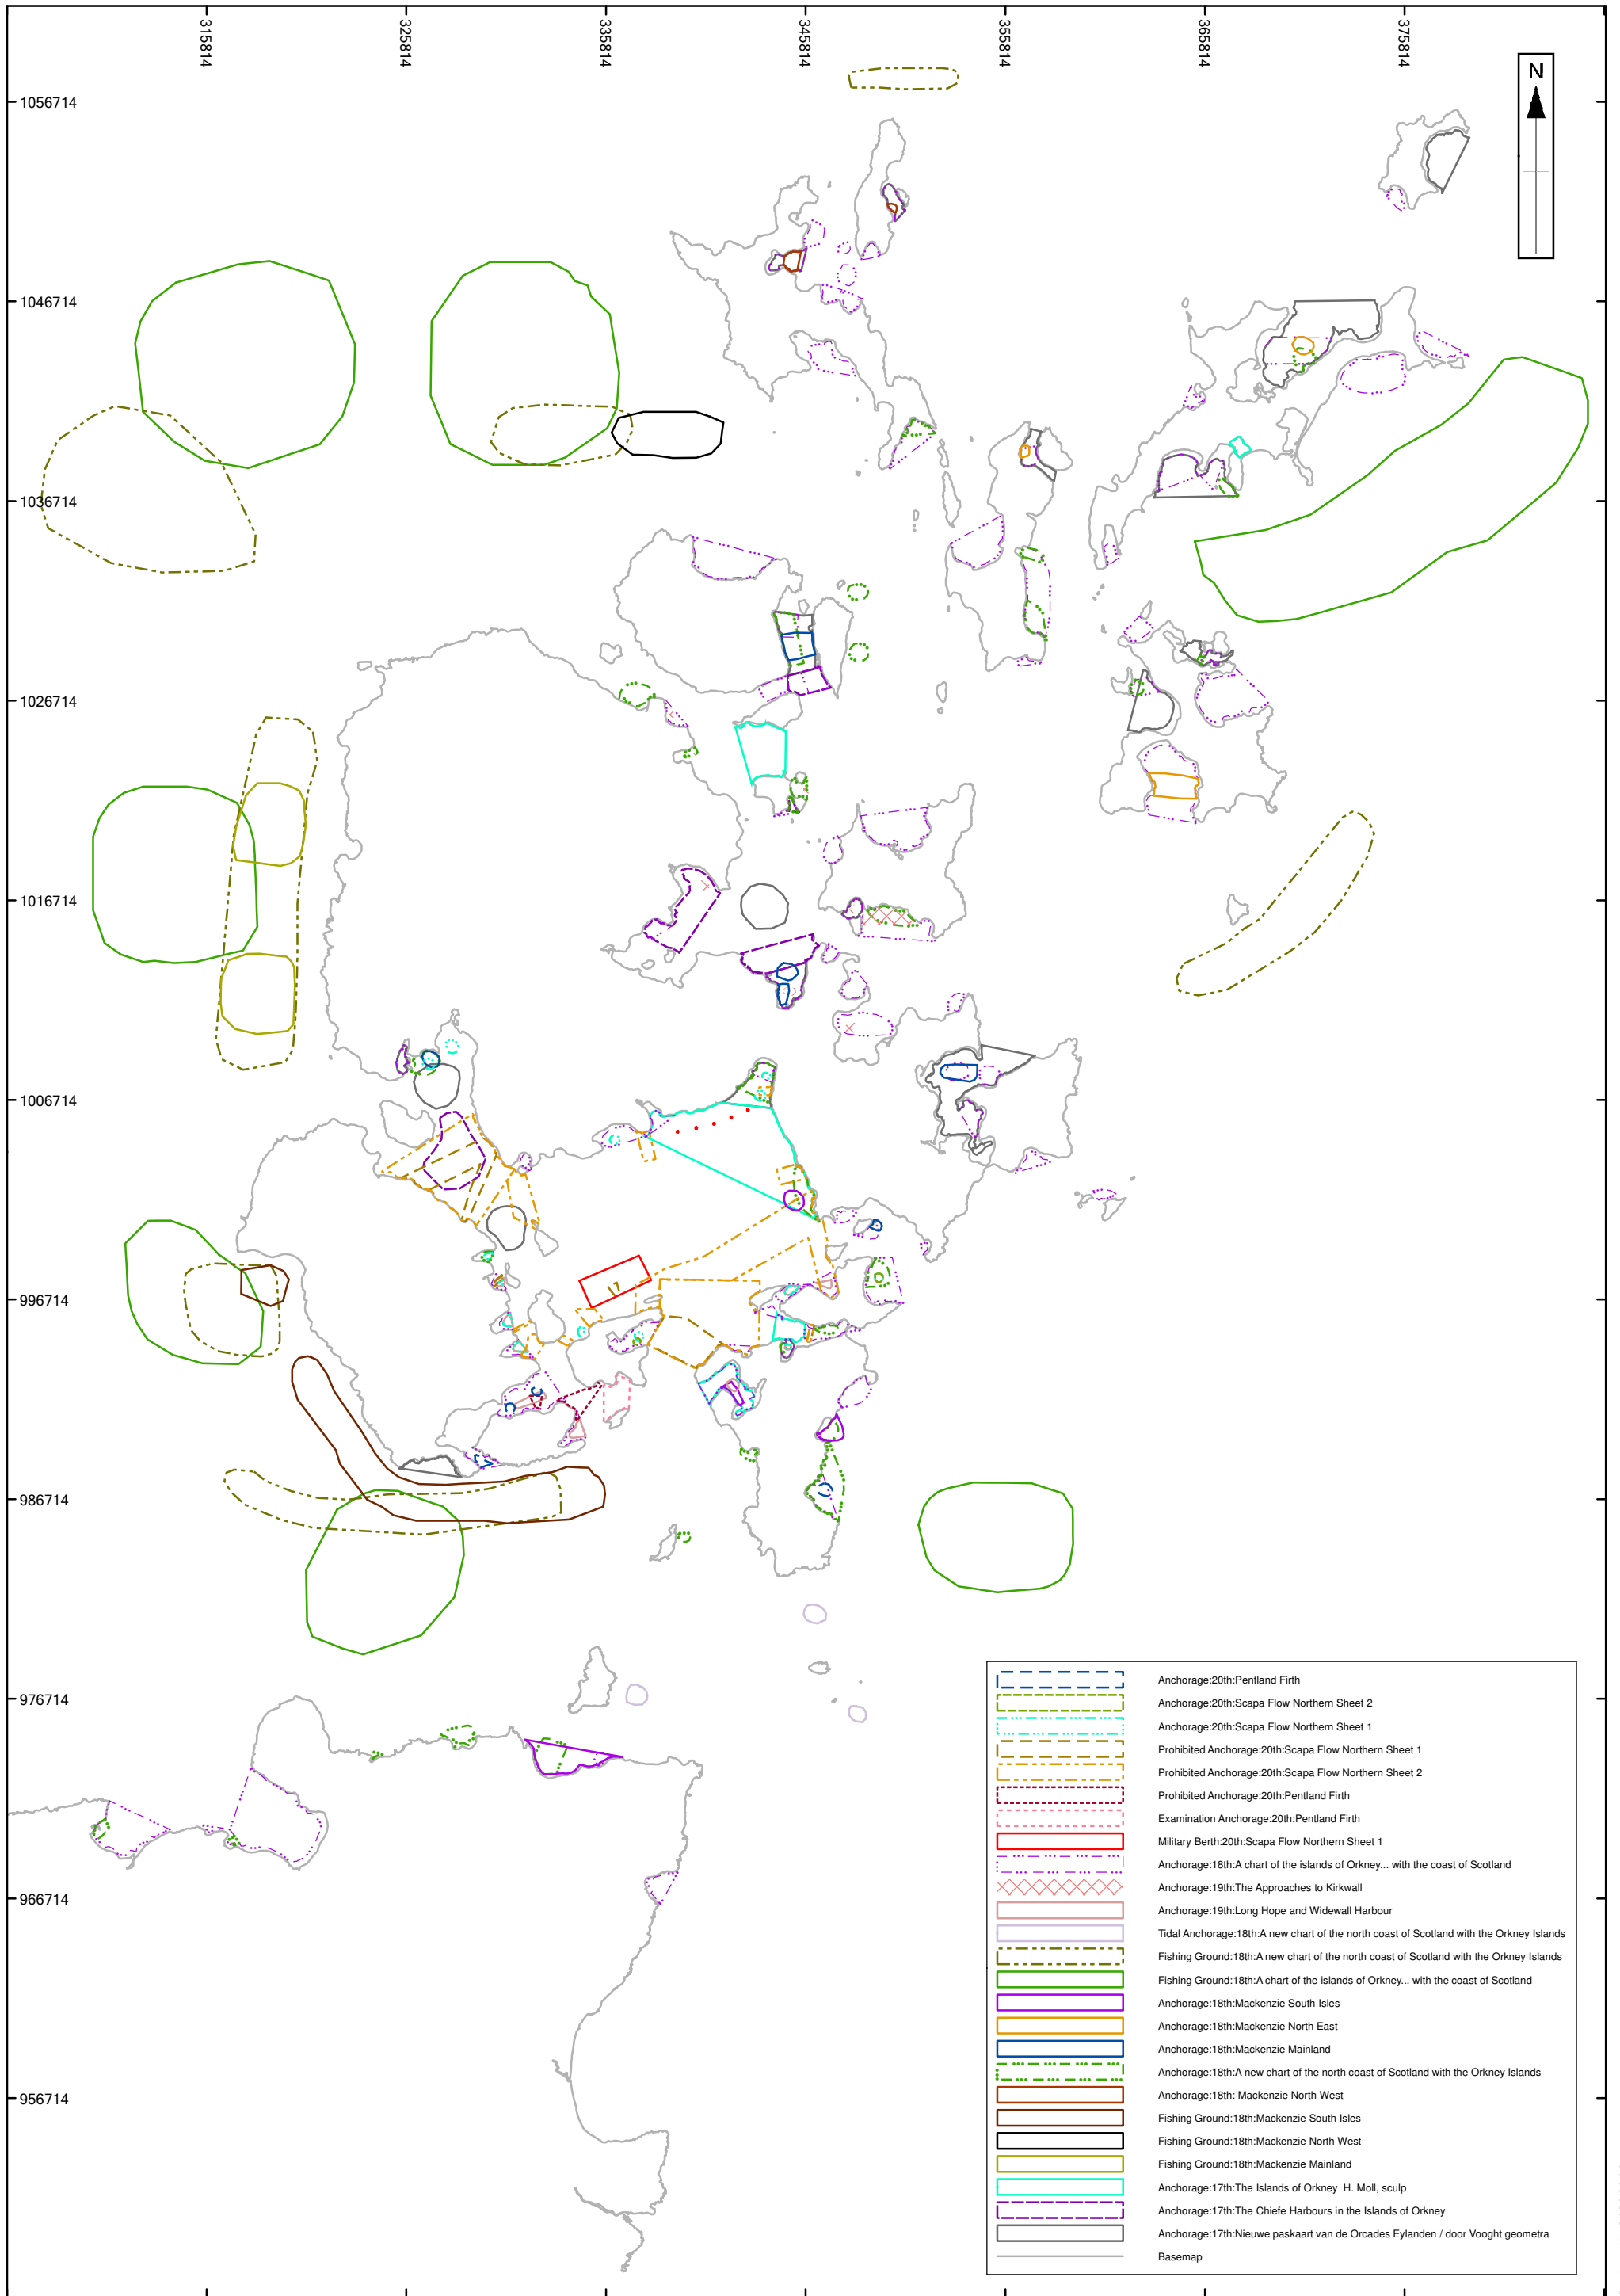 315814
325814
335814
345814
355814
365814
375814
N
1056714
1046714
1036714
1026714
1016714
1006714
996714
986714
976714
966714
956714
Anchorage:20th:Pentland Firth
Anchorage:20th:Scapa Flow Northern Sheet 2
Anchorage:20th:Scapa Flow Northern Sheet 1
Prohibited Anchorage:20th:Scapa Flow Northern Sheet 1
Prohibited Anchorage:20th:Scapa Flow Northern Sheet 2
Prohibited Anchorage:20th:Pentland Firth
Examination Anchorage:20th:Pentland Firth
Military Berth:20th:Scapa Flow Northern Sheet 1
Anchorage:18th:A chart of the islands of Orkney... with the coast of Scotland
Anchorage:19th:The Approaches to Kirkwall
Anchorage:19th:Long Hope and Widewall Harbour
Tidal Anchorage:18th:A new chart of the north coast of Scotland with the Orkney Islands
Fishing Ground:18th:A new chart of the north coast of Scotland with the Orkney Islands
Fishing Ground:18th:A chart of the islands of Orkney... with the coast of Scotland
Anchorage:18th:Mackenzie South Isles
Anchorage:18th:Mackenzie North East
Anchorage:18th:Mackenzie Mainland
Anchorage:18th:A new chart of the north coast of Scotland with the Orkney Islands
Anchorage:18th: Mackenzie North West
Fishing Ground:18th:Mackenzie South Isles
Fishing Ground:18th:Mackenzie North West
Fishing Ground:18th:Mackenzie Mainland
Anchorage:17th:The Islands of Orkney  H. Moll, sculp
Anchorage:17th:The Chiefe Harbours in the Islands of Orkney
Anchorage:17th:Nieuwe paskaart van de Orcades Eylanden / door Vooght geometra
Basemap